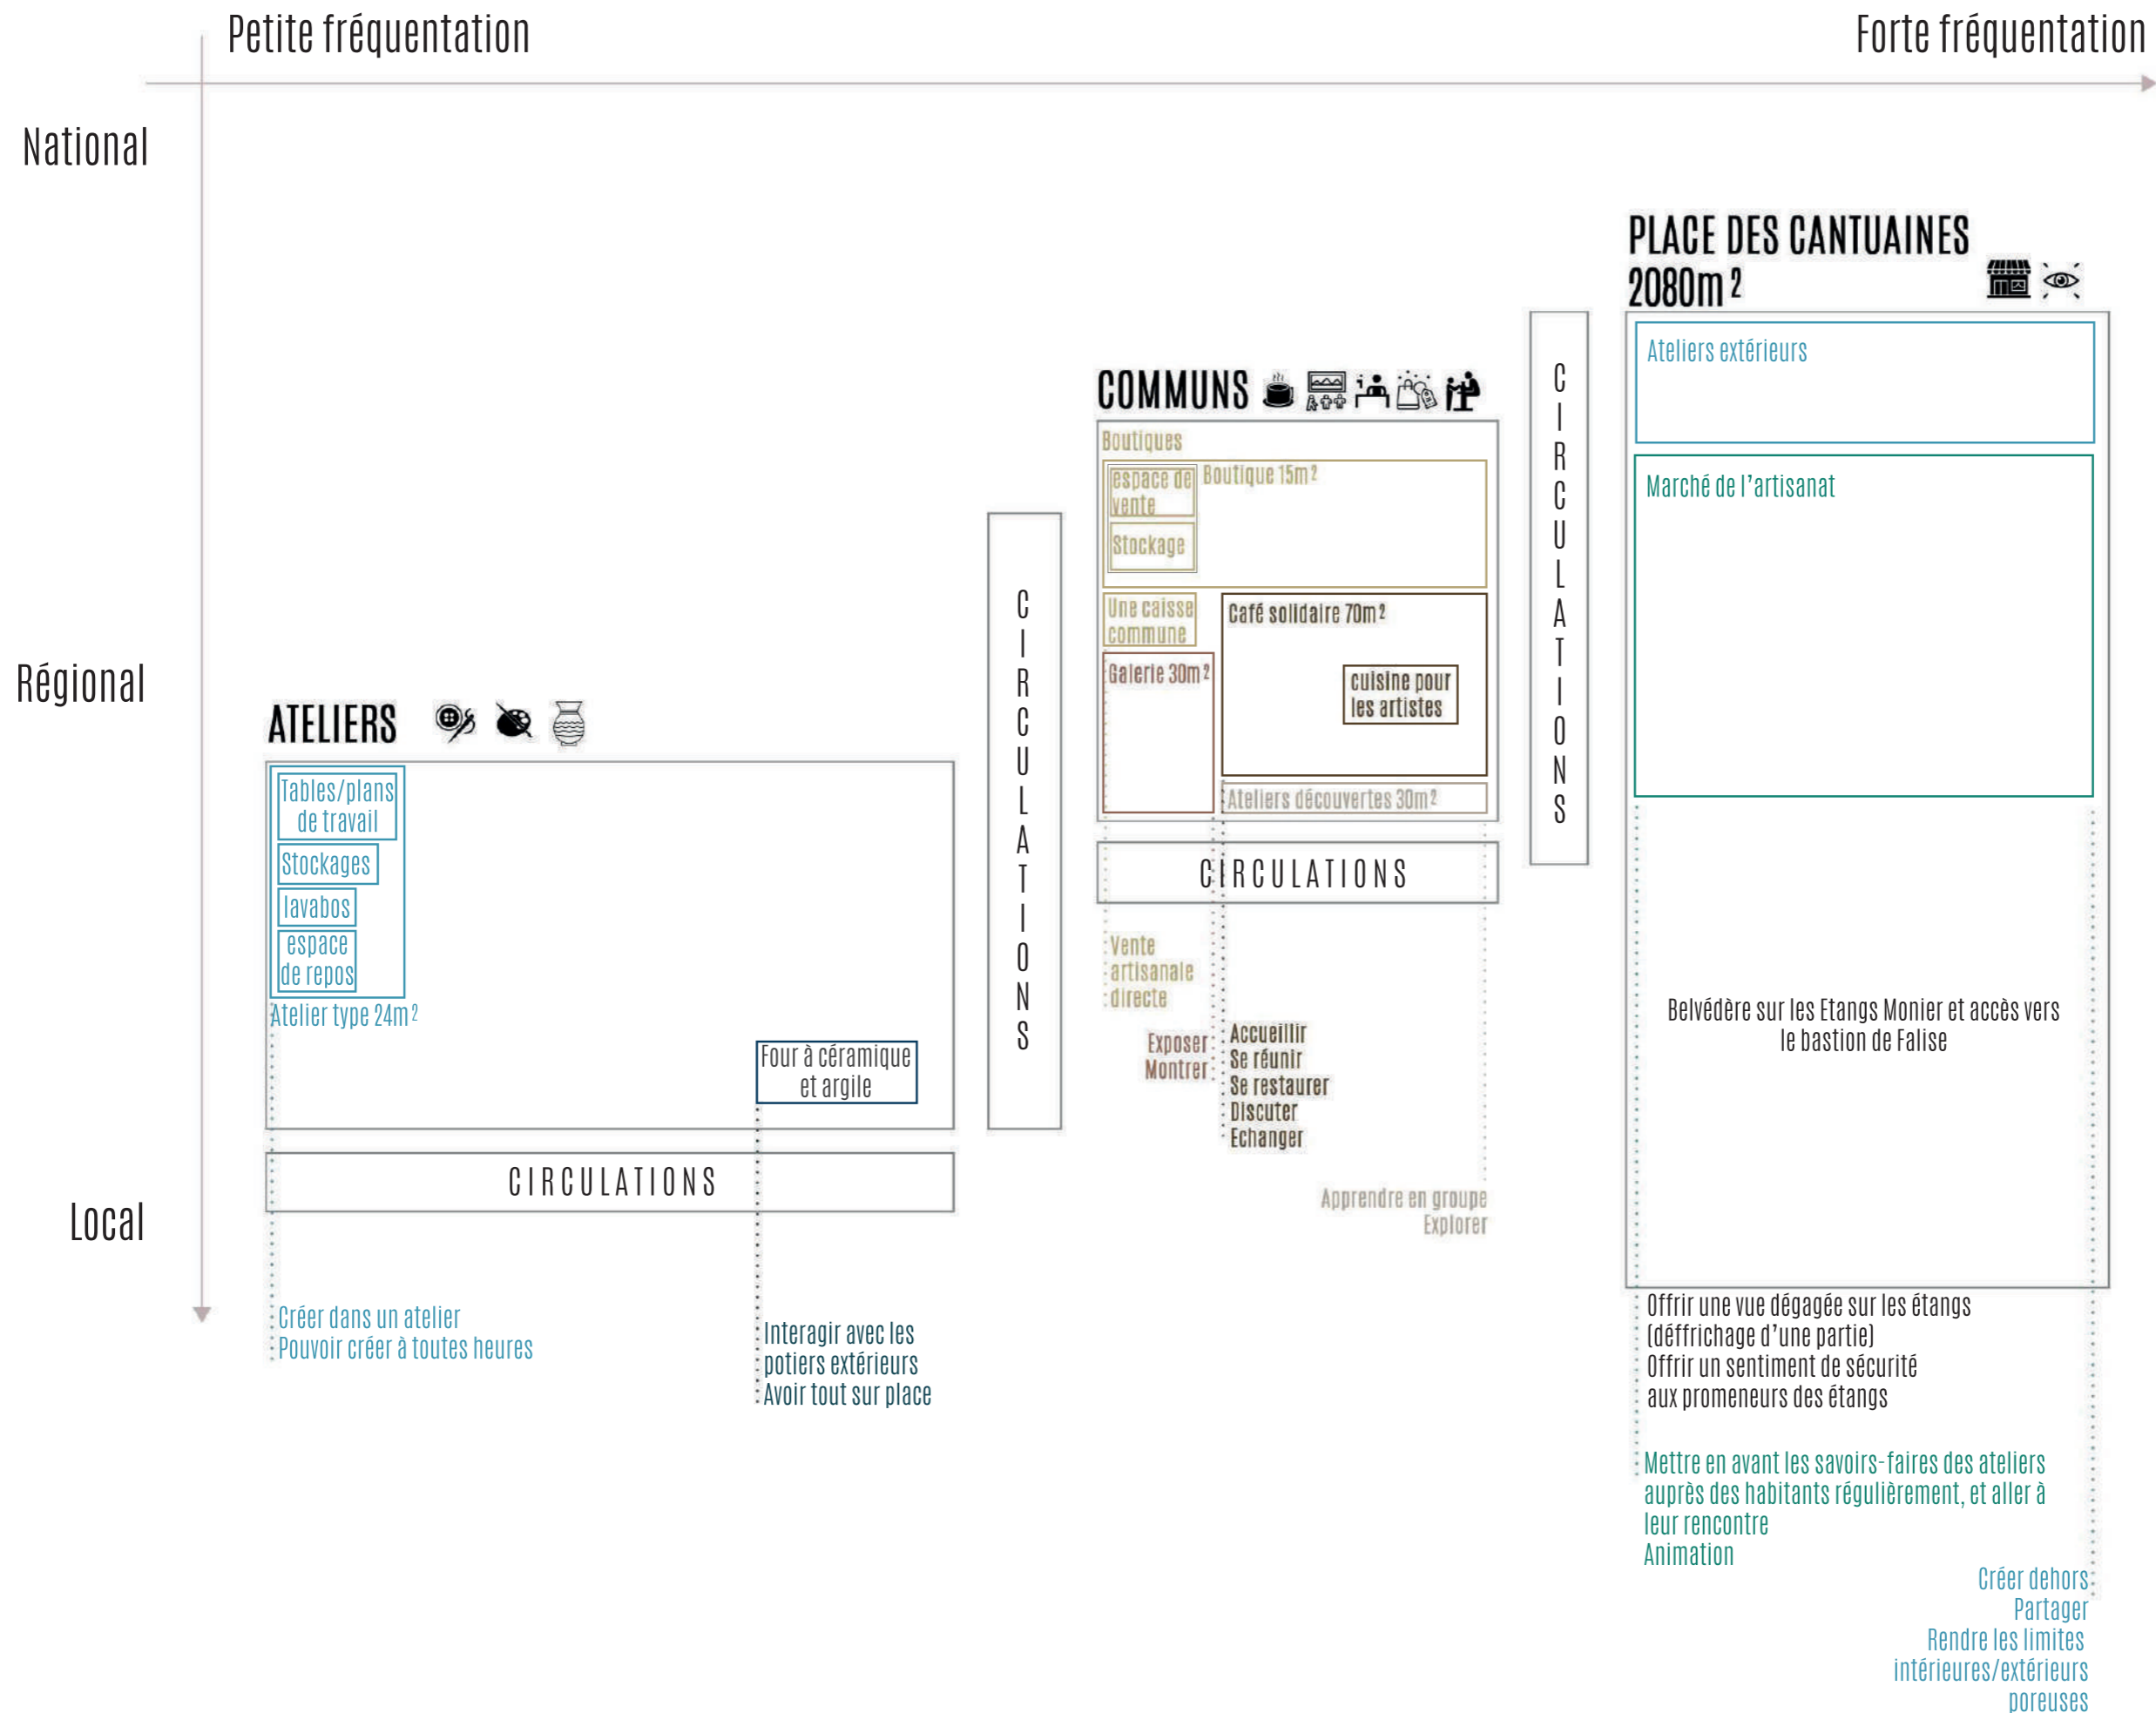 Petite fréquentation
Forte fréquentation
National
Régional
Local
ATELIERS
Tables/plans
de travail
Stockages
lavabos
espace
de repos
Atelier type 24m²
Four à céramique
et argile
CIRCULATIONS
Créer dans un atelier
Pouvoir créer à toutes heures
Interagir avec les
potiers extérieurs
Avoir tout sur place
CIRCULATIONS
COMMUNS
Boutiques
espace de
vente
Stockage
Boutique 15m²
Une caisse
commune
Galerie 30m²
Café solidaire 70m²
cuisine pour
les artistes
Ateliers découvertes 30m²
CIRCULATIONS
Vente
artisanale
directe
Exposer
Montrer
Accueillir
Se réunir
Se restaurer
Discuter
Echanger
Apprendre en groupe
Explorer
CIRCULATIONS
PLACE DES CANTUAINES
2080m²
Ateliers extérieurs
Marché de l'artisanat
Belvédère sur les Etangs Monier et accès vers
le bastion de Falise
Offrir une vue dégagée sur les étangs
(déffrichage d'une partie)
Offrir un sentiment de sécurité
aux promeneurs des étangs
Mettre en avant les savoirs-faires des ateliers
auprès des habitants régulièrement, et aller à
leur rencontre
Animation
Créer dehors
Partager
Rendre les limites
intérieures/extérieurs
poreuses